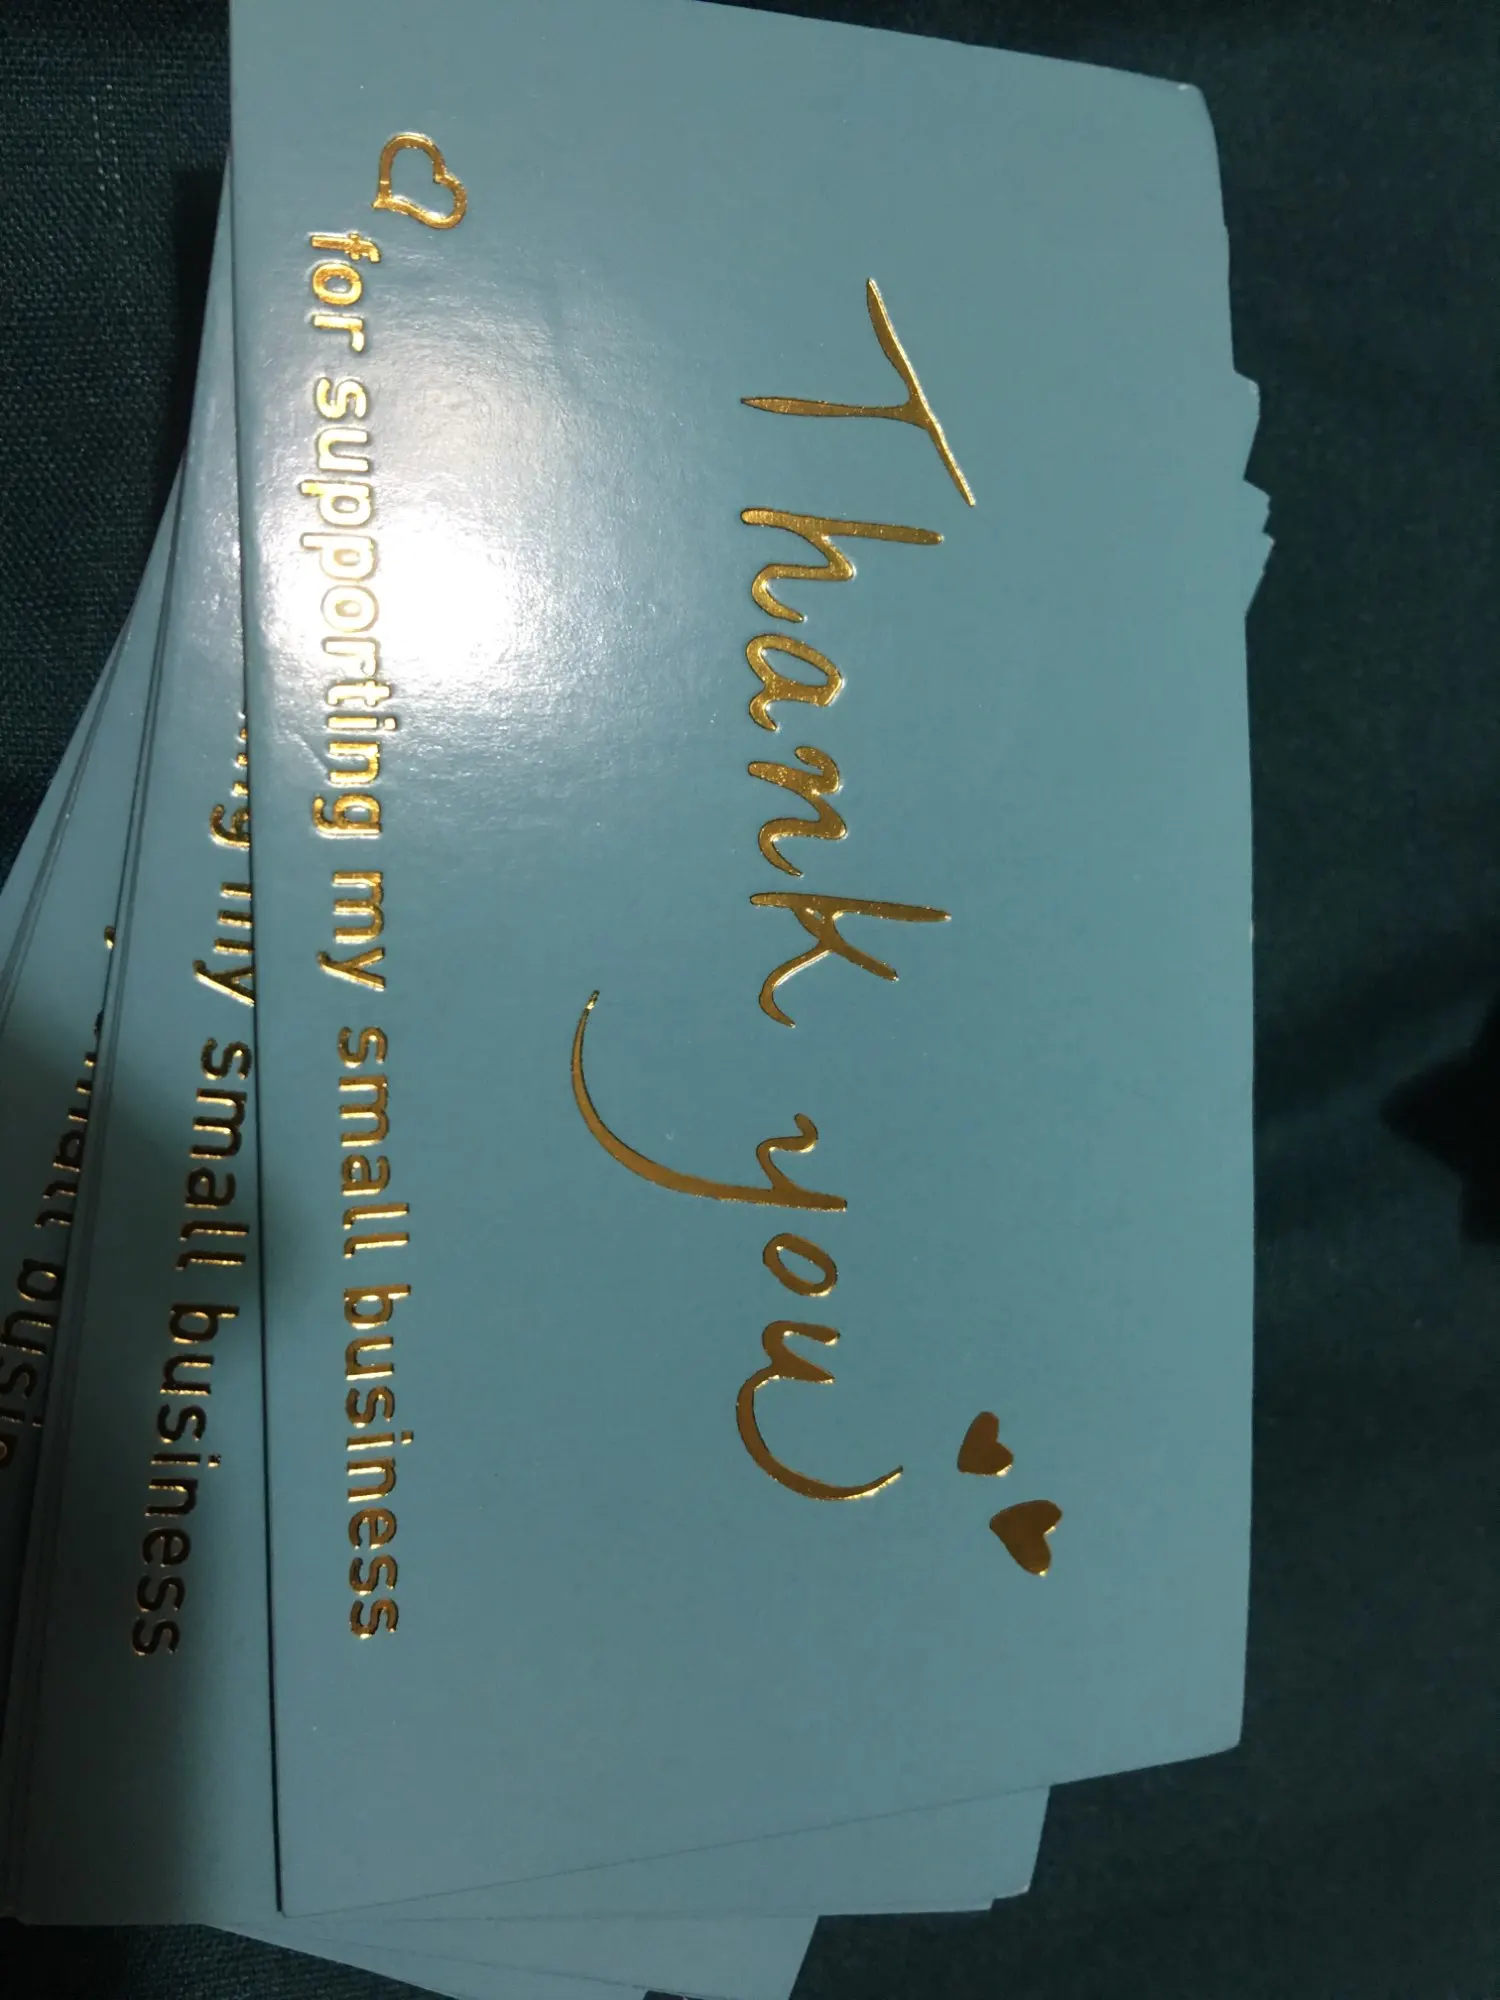 Thank you
for supporting my small business
my small business